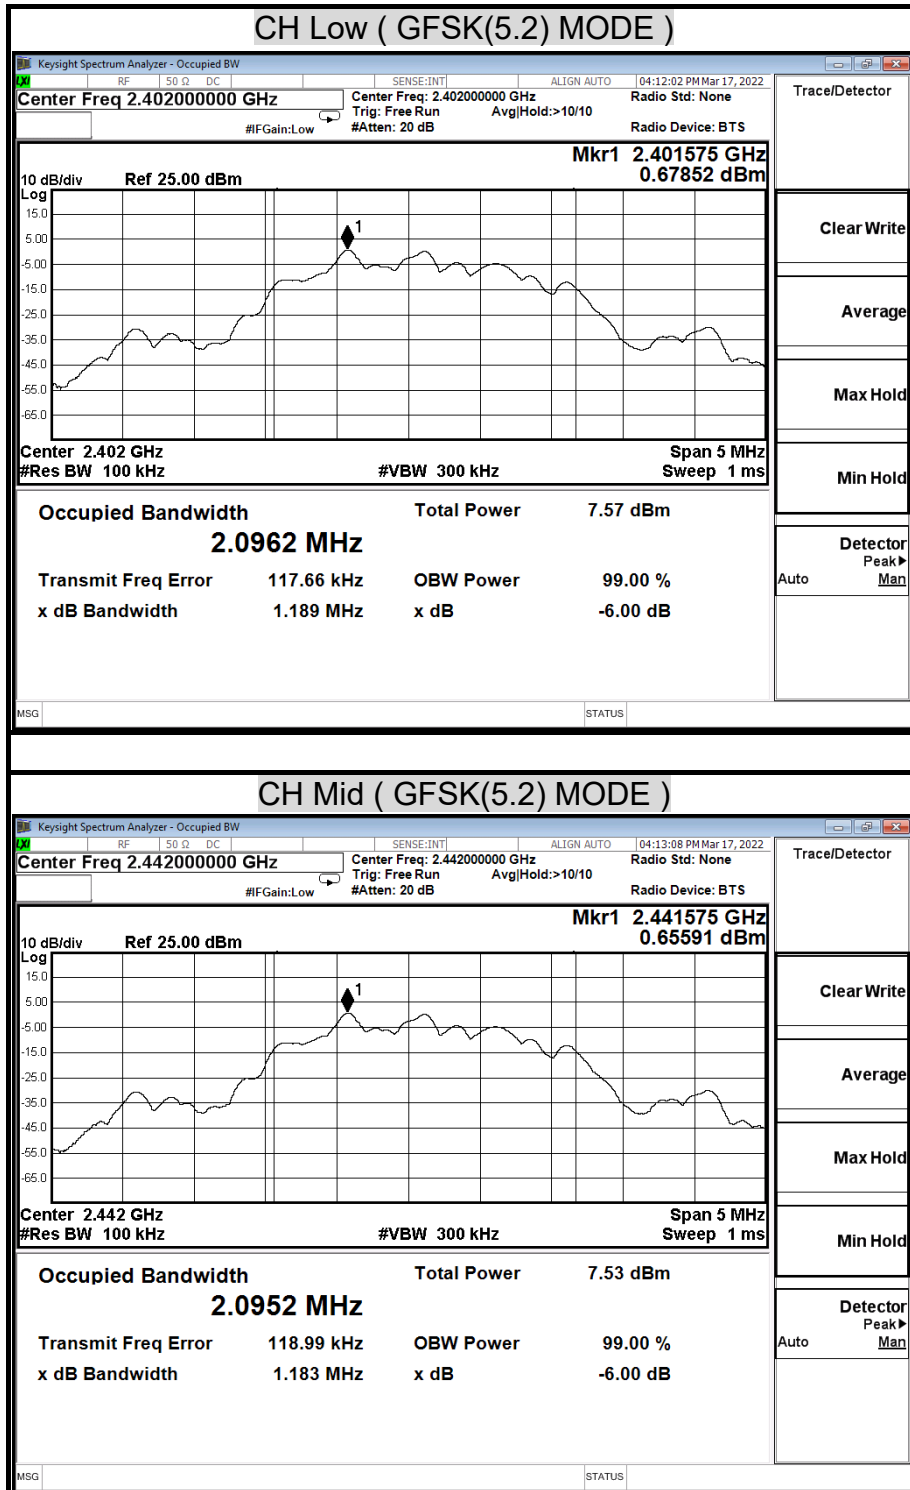 CH Low ( GFSK(5.2) MODE )
Keysight Spectrum Analyzer - Occupied BW
LXI RF 50 Ω DC SENSE:INT ALIGN AUTO 04:12:02 PM Mar 17, 2022
Center Freq 2.402000000 GHz Center Freq: 2.402000000 GHz Radio Std: None Trace/Detector
Trig: Free Run Avg|Hold:>10/10
#IFGain:Low #Atten: 20 dB Radio Device: BTS
Mkr1 2.401575 GHz
10 dB/div Ref 25.00 dBm 0.67852 dBm
Log
15.0
1
5.00 Clear Write
-5.00
-15.0
-25.0 Average
-35.0
-45.0
-55.0 Max Hold
-65.0
Center 2.402 GHz Span 5 MHz
#Res BW 100 kHz #VBW 300 kHz Sweep 1 ms
Min Hold
Occupied Bandwidth Total Power 7.57 dBm
2.0962 MHz Detector
Peak▶
Transmit Freq Error 117.66 kHz OBW Power 99.00 % Auto Man
x dB Bandwidth 1.189 MHz x dB -6.00 dB
MSG STATUS
CH Mid ( GFSK(5.2) MODE )
Keysight Spectrum Analyzer - Occupied BW
LXI RF 50 Ω DC SENSE:INT ALIGN AUTO 04:13:08 PM Mar 17, 2022
Center Freq 2.442000000 GHz Center Freq: 2.442000000 GHz Radio Std: None Trace/Detector
Trig: Free Run Avg|Hold:>10/10
#IFGain:Low #Atten: 20 dB Radio Device: BTS
Mkr1 2.441575 GHz
10 dB/div Ref 25.00 dBm 0.65591 dBm
Log
15.0
1
5.00 Clear Write
-5.00
-15.0
-25.0 Average
-35.0
-45.0
-55.0 Max Hold
-65.0
Center 2.442 GHz Span 5 MHz
#Res BW 100 kHz #VBW 300 kHz Sweep 1 ms
Min Hold
Occupied Bandwidth Total Power 7.53 dBm
2.0952 MHz Detector
Peak▶
Transmit Freq Error 118.99 kHz OBW Power 99.00 % Auto Man
x dB Bandwidth 1.183 MHz x dB -6.00 dB
MSG STATUS